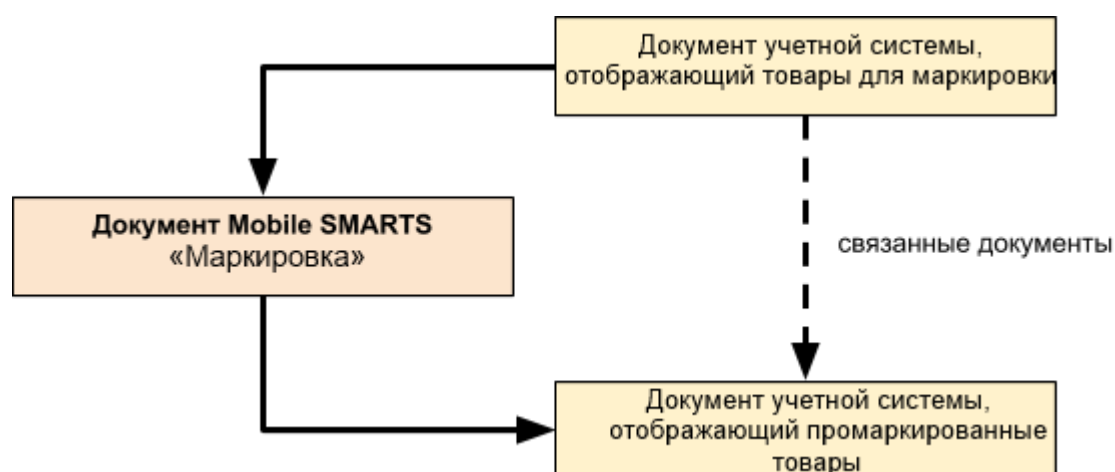 Документ учетной системы,
отображающий товары для маркировки
Документ Mobile SMARTS
«Маркировка»
связанные документы
Документ учетной системы,
отображающий промаркированные
товары